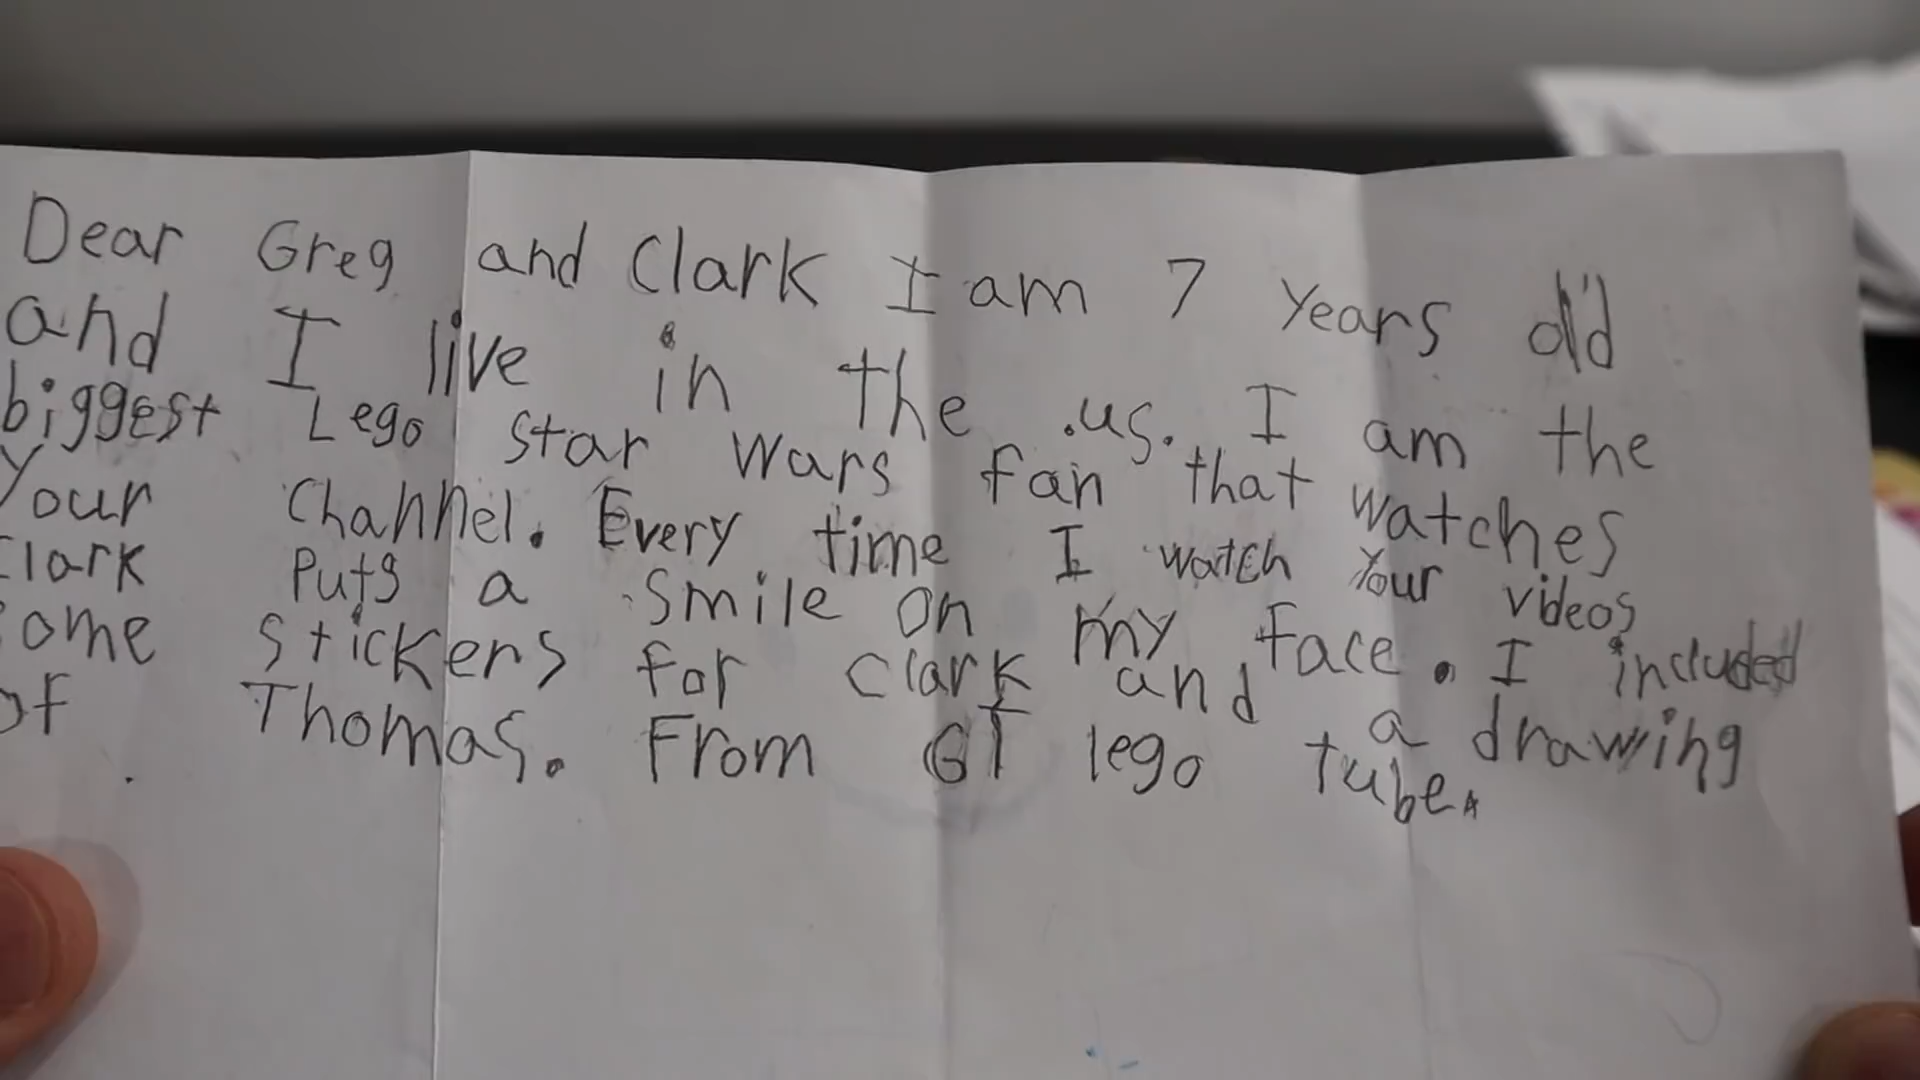 Dear Greg and Clark I am 7 years old
and I live in the .us. I am the
biggest Lego star wars fan that watches
Your Channel. Every time I watch Your videos
Clark Puts a Smile on my face. I included
some stickers for Clark and a drawing
of Thomas. From GT lego tube.